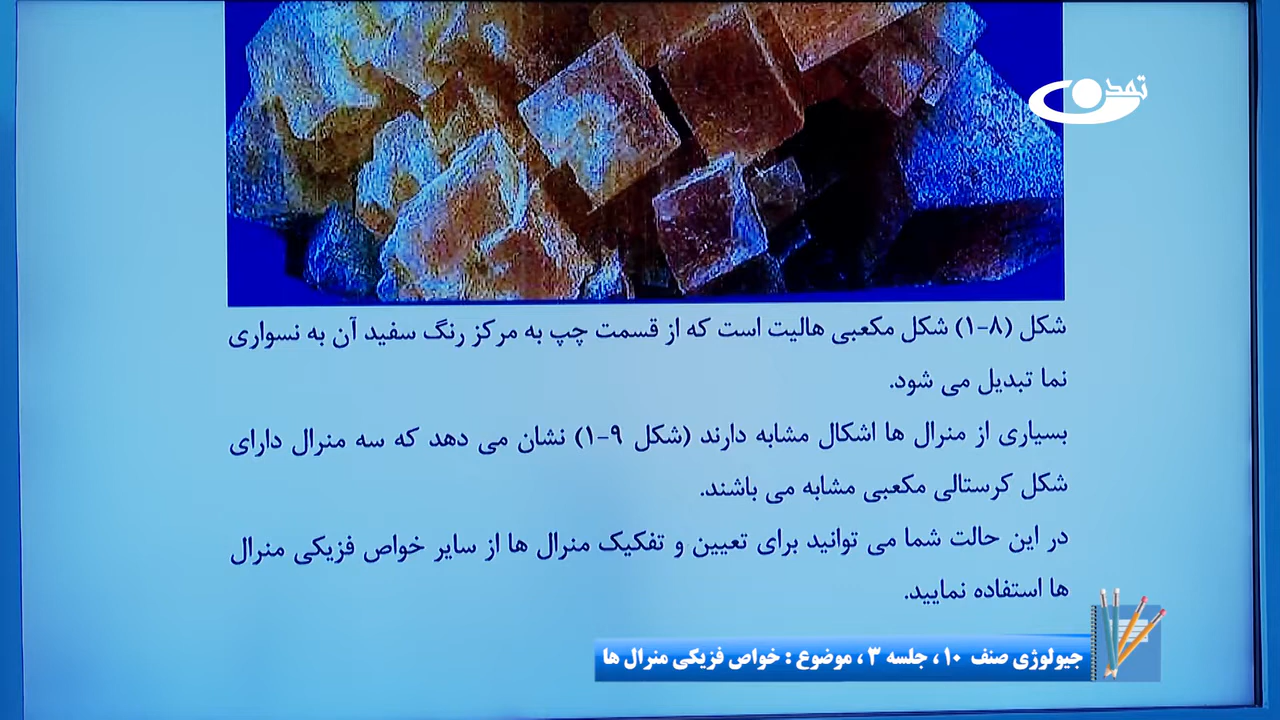 تمدن
شکل (۸-۱) شکل مکعبی هالیت است که از قسمت چپ به مرکز رنگ سفید آن به نسواری
نما تبدیل می شود.
بسیاری از منرال ها اشکال مشابه دارند (شکل ۹-۱) نشان می دهد که سه منرال دارای
شکل کرستالی مکعبی مشابه می باشند.
در این حالت شما می توانید برای تعیین و تفکیک منرال ها از سایر خواص فزیکی منرال
ها استفاده نمایید.
جیولوژی صنف ۱۰ ، جلسه ۳ ، موضوع : خواص فزیکی منرال ها